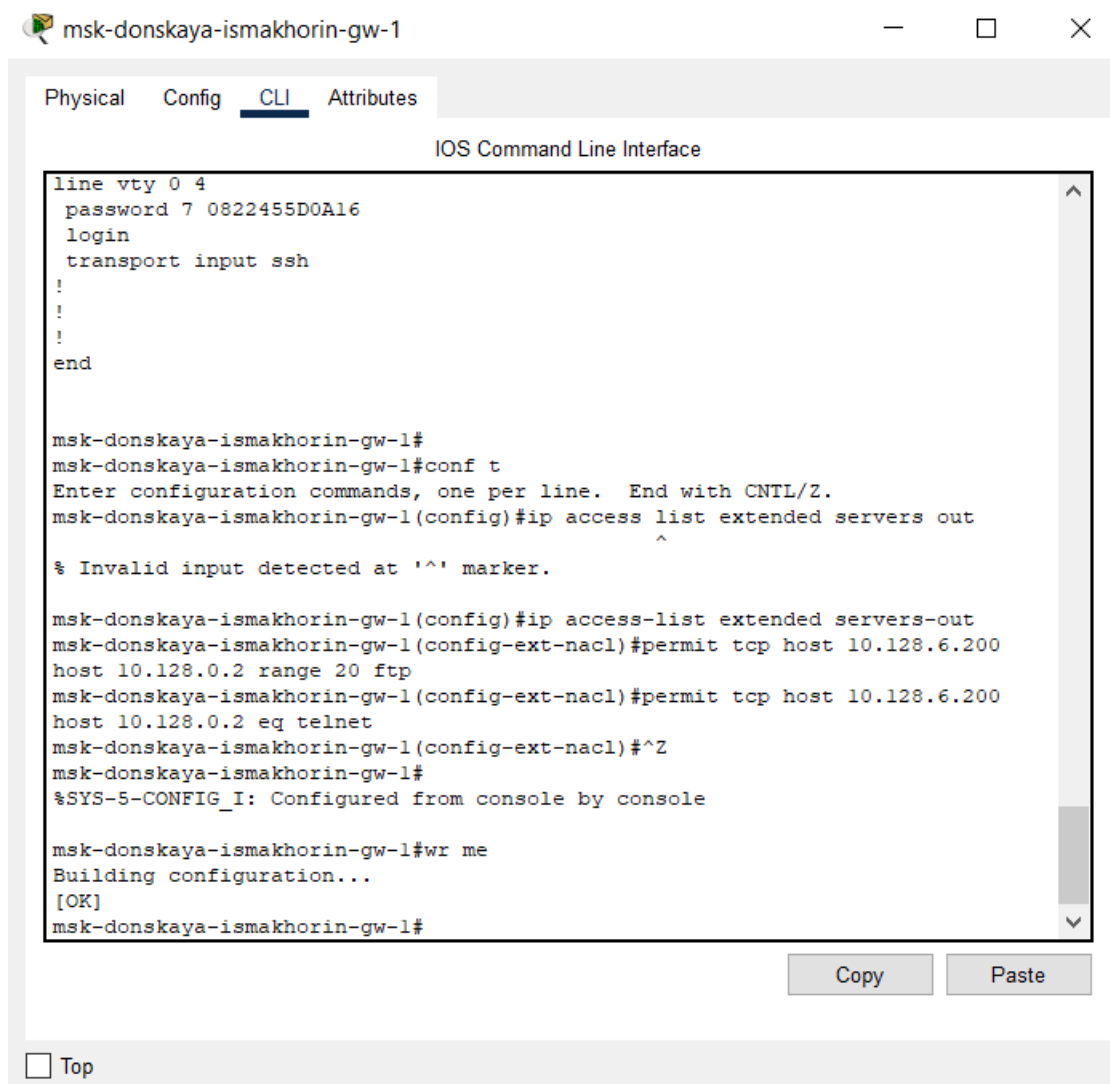 msk-donskaya-ismakhorin-gw-1
Physical Config CLI Attributes
IOS Command Line Interface
line vty 0 4
 password 7 0822455D0A16
 login
 transport input ssh
!
!
!
end
msk-donskaya-ismakhorin-gw-1#
msk-donskaya-ismakhorin-gw-1#conf t
Enter configuration commands, one per line.  End with CNTL/Z.
msk-donskaya-ismakhorin-gw-1(config)#ip access list extended servers out
^
% Invalid input detected at '^' marker.
msk-donskaya-ismakhorin-gw-1(config)#ip access-list extended servers-out
msk-donskaya-ismakhorin-gw-1(config-ext-nacl)#permit tcp host 10.128.6.200
host 10.128.0.2 range 20 ftp
msk-donskaya-ismakhorin-gw-1(config-ext-nacl)#permit tcp host 10.128.6.200
host 10.128.0.2 eq telnet
msk-donskaya-ismakhorin-gw-1(config-ext-nacl)#^Z
msk-donskaya-ismakhorin-gw-1#
%SYS-5-CONFIG_I: Configured from console by console
msk-donskaya-ismakhorin-gw-1#wr me
Building configuration...
[OK]
msk-donskaya-ismakhorin-gw-1#
Copy Paste
Top